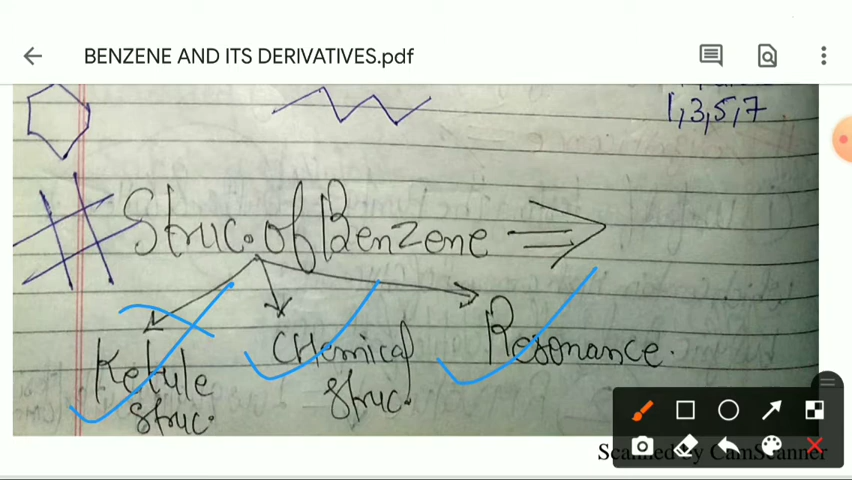 BENZENE AND ITS DERIVATIVES.pdf
1,3,5,7
# Struc. of Benzene ⇒
Kekule Struc.
CHemical Struc.
Resonance.
Scanned by CamScanner